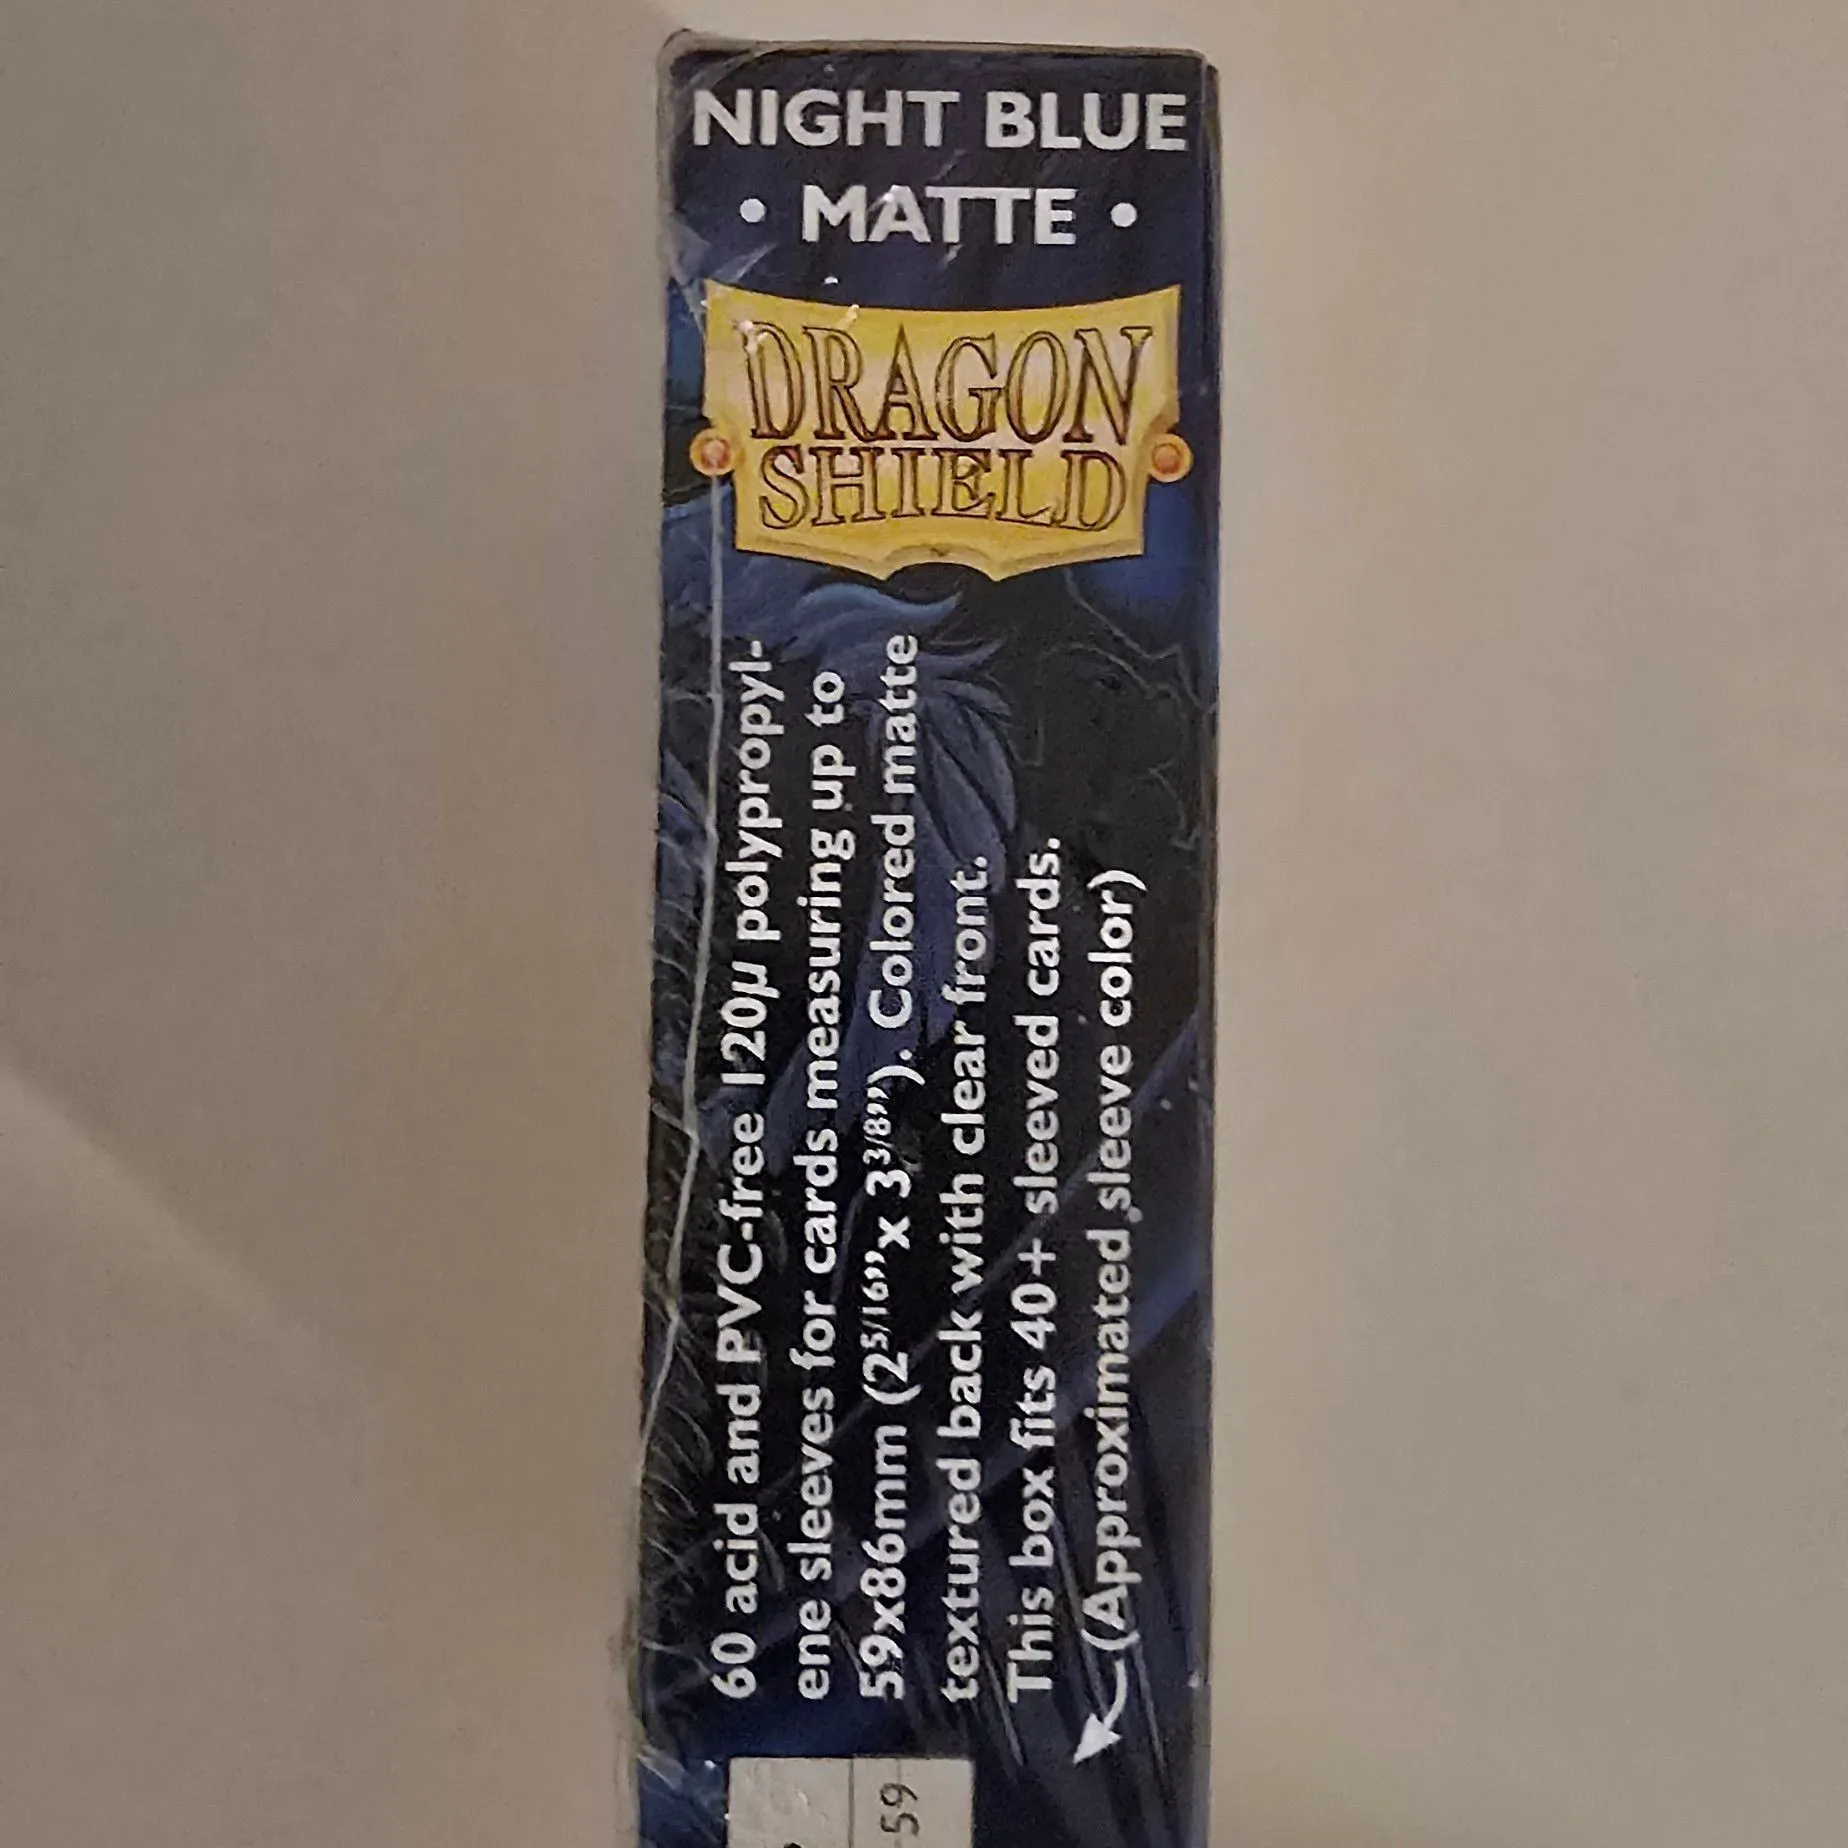 NIGHT BLUE
• MATTE •
DRAGON
SHIELD
60 acid and PVC-free 120µ polypropyl-
ene sleeves for cards measuring up to
59x86mm (2 5/16”x 3 3/8”). Colored matte
textured back with clear front.
This box fits 40+ sleeved cards.
(Approximated sleeve color)
59